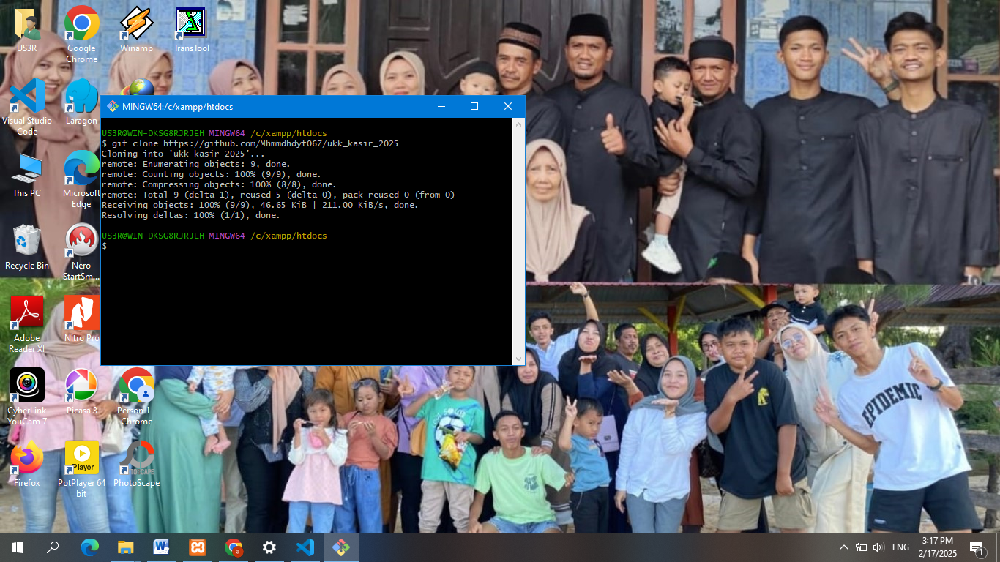 US3R
Google
Chrome
Winamp
TransTool
Visual Studio
Code
Laragon
MINGW64:/c/xampp/htdocs
US3R@WIN-DKSG8RJRJEH MINGW64 /c/xampp/htdocs
$ git clone https://github.com/Mhmmdhdyt067/ukk_kasir_2025
Cloning into 'ukk_kasir_2025'...
remote: Enumerating objects: 9, done.
remote: Counting objects: 100% (9/9), done.
remote: Compressing objects: 100% (8/8), done.
remote: Total 9 (delta 1), reused 5 (delta 0), pack-reused 0 (from 0)
Receiving objects: 100% (9/9), 46.65 KiB | 211.00 KiB/s, done.
Resolving deltas: 100% (1/1), done.
US3R@WIN-DKSG8RJRJEH MINGW64 /c/xampp/htdocs
$
This PC
Microsoft
Edge
Recycle Bin
Nero
StartSm...
Adobe
Reader XI
Nitro Pro
CyberLink
YouCam 7
Picasa 3
Person 1 -
Chrome
Firefox
Player
PotPlayer 64
bit
PhotoScape
EPIDEMIC
3:17 PM
ENG
2/17/2025
1